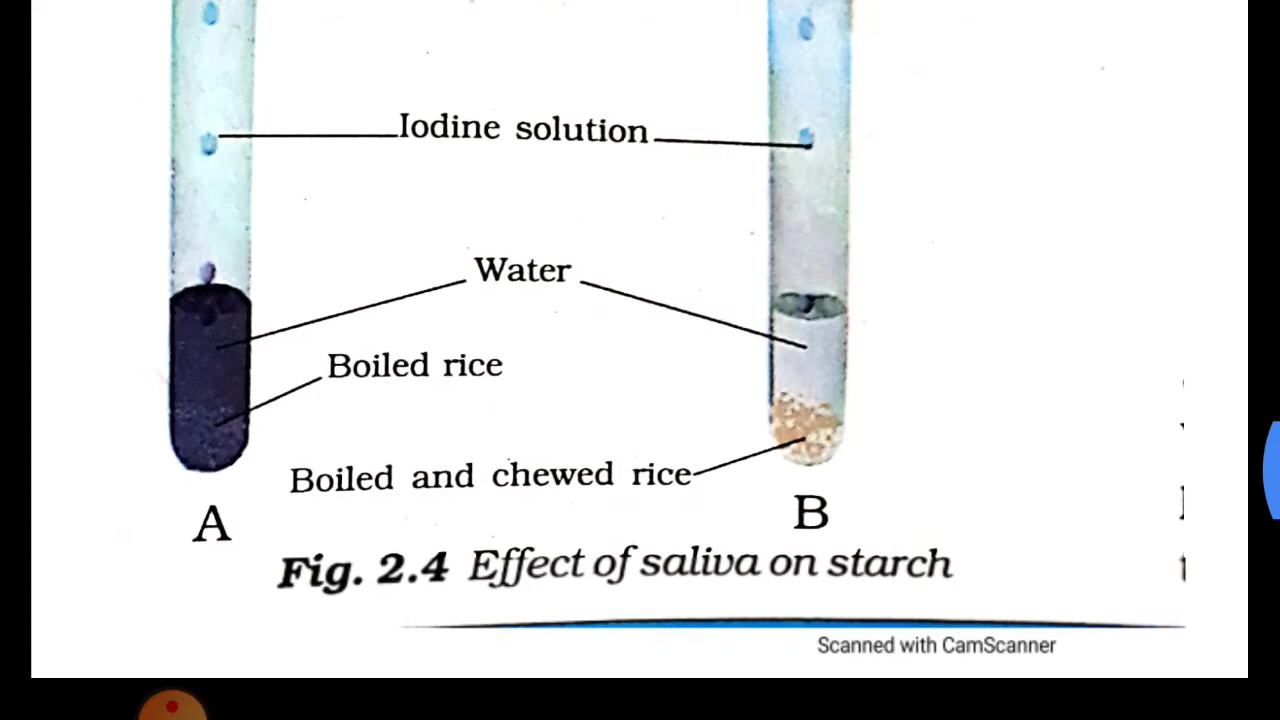 Iodine solution
Water
Boiled rice
Boiled and chewed rice
A
B
Fig. 2.4 Effect of saliva on starch
Scanned with CamScanner